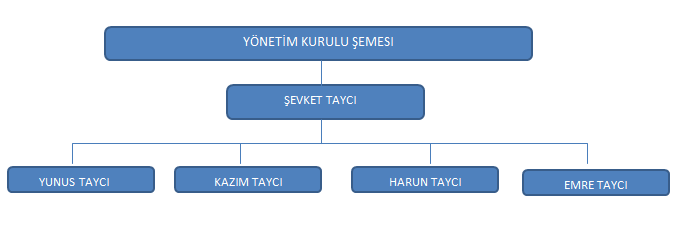 YÖNETİM KURULU ŞEMESI
ŞEVKET TAYCI
YUNUS TAYCI
KAZIM TAYCI
HARUN TAYCI
EMRE TAYCI